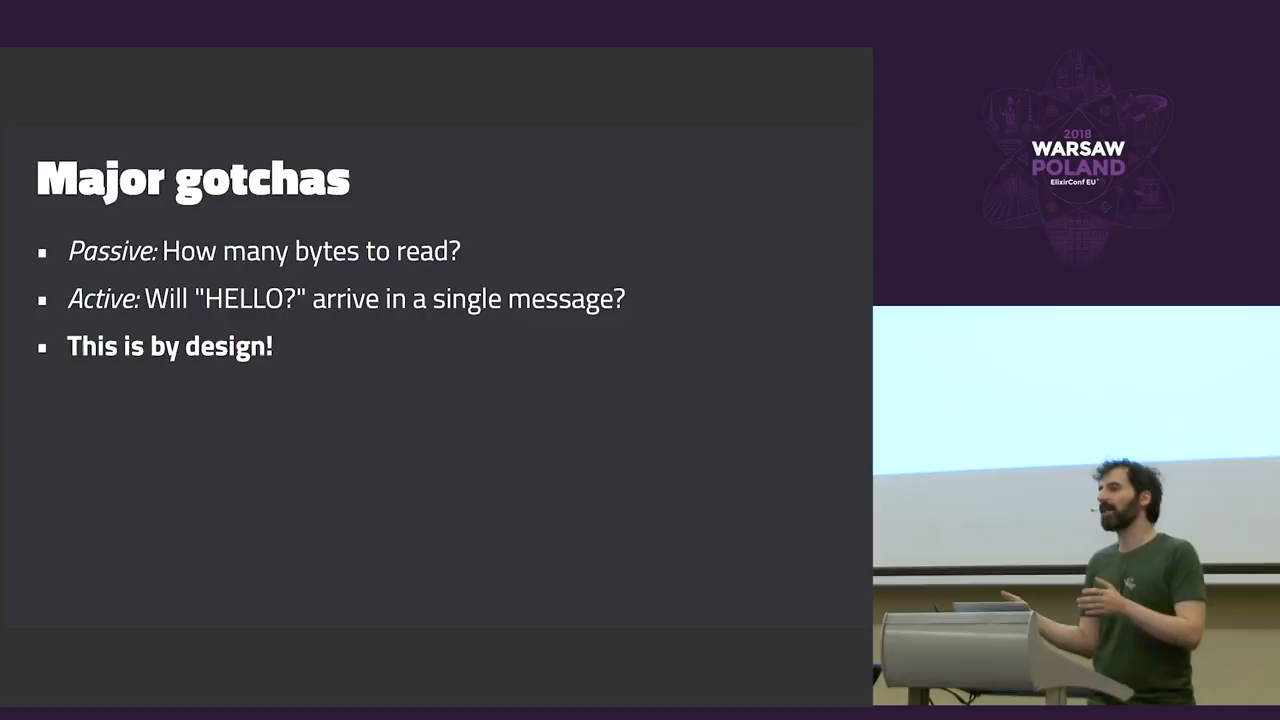 Major gotchas
▪ Passive: How many bytes to read?
▪ Active: Will "HELLO?" arrive in a single message?
▪ This is by design!
2018
WARSAW
POLAND
ElixirConf EU